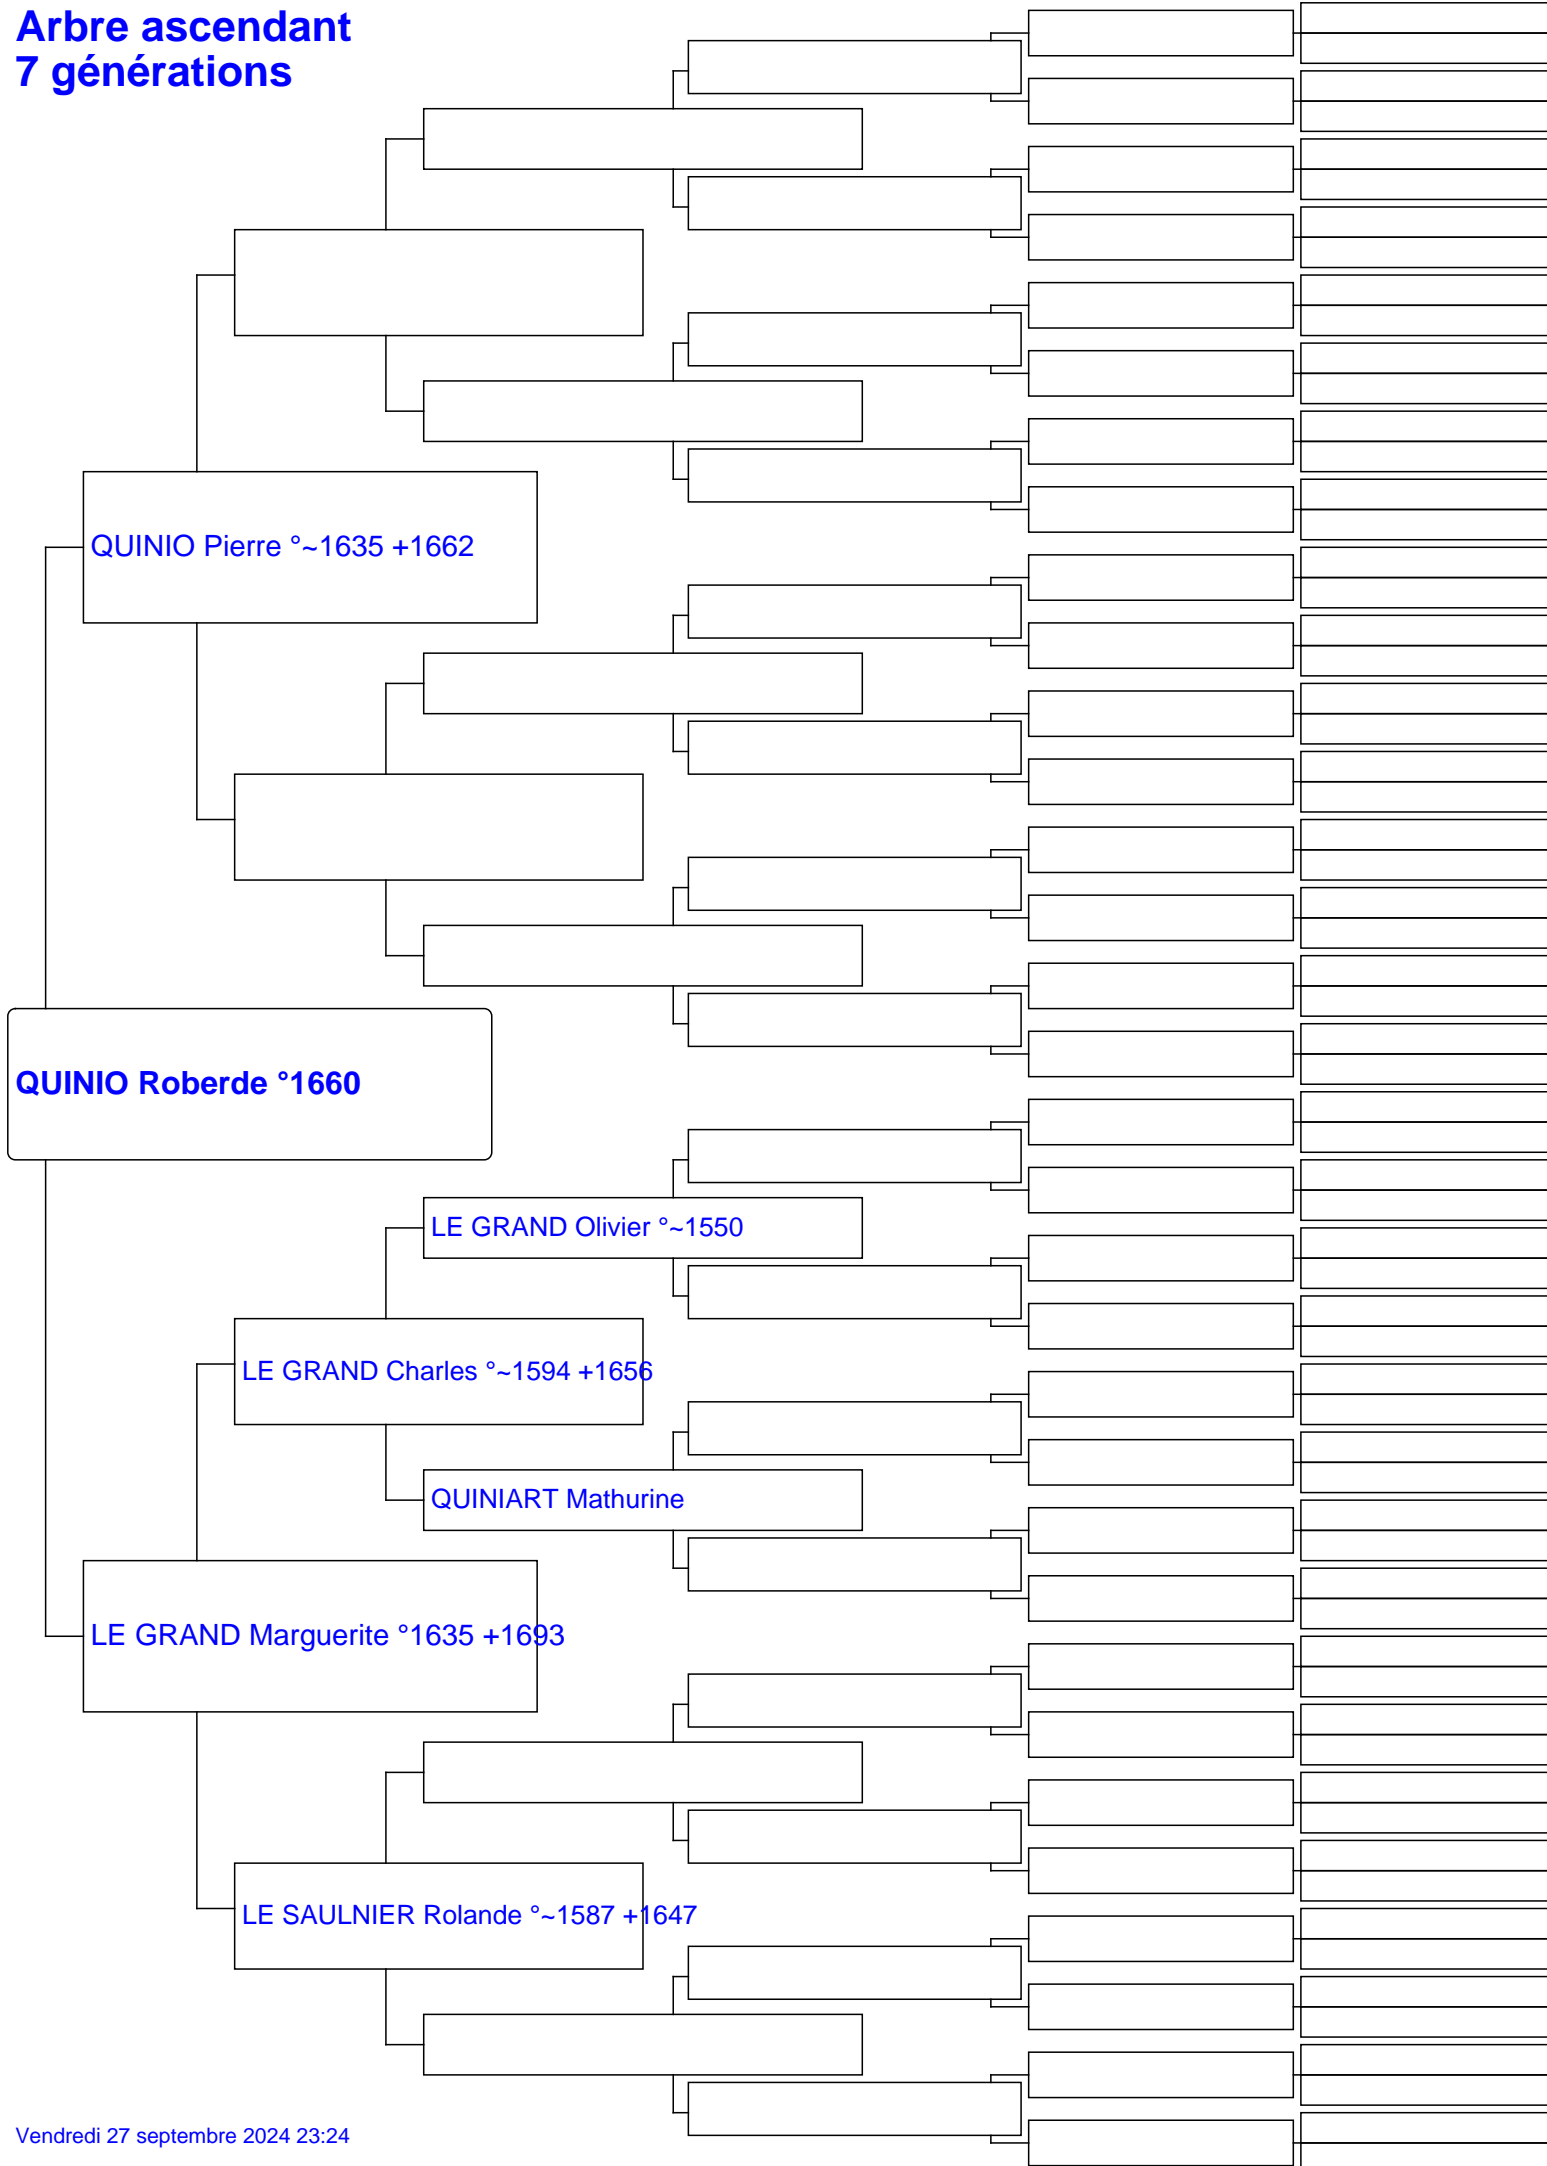 Arbre ascendant
7 générations
QUINIO Pierre °~1635 +1662
QUINIO Roberde °1660
LE GRAND Olivier °~1550
LE GRAND Charles °~1594 +1656
QUINIART Mathurine
LE GRAND Marguerite °1635 +1693
LE SAULNIER Rolande °~1587 +1647
Vendredi 27 septembre 2024 23:24